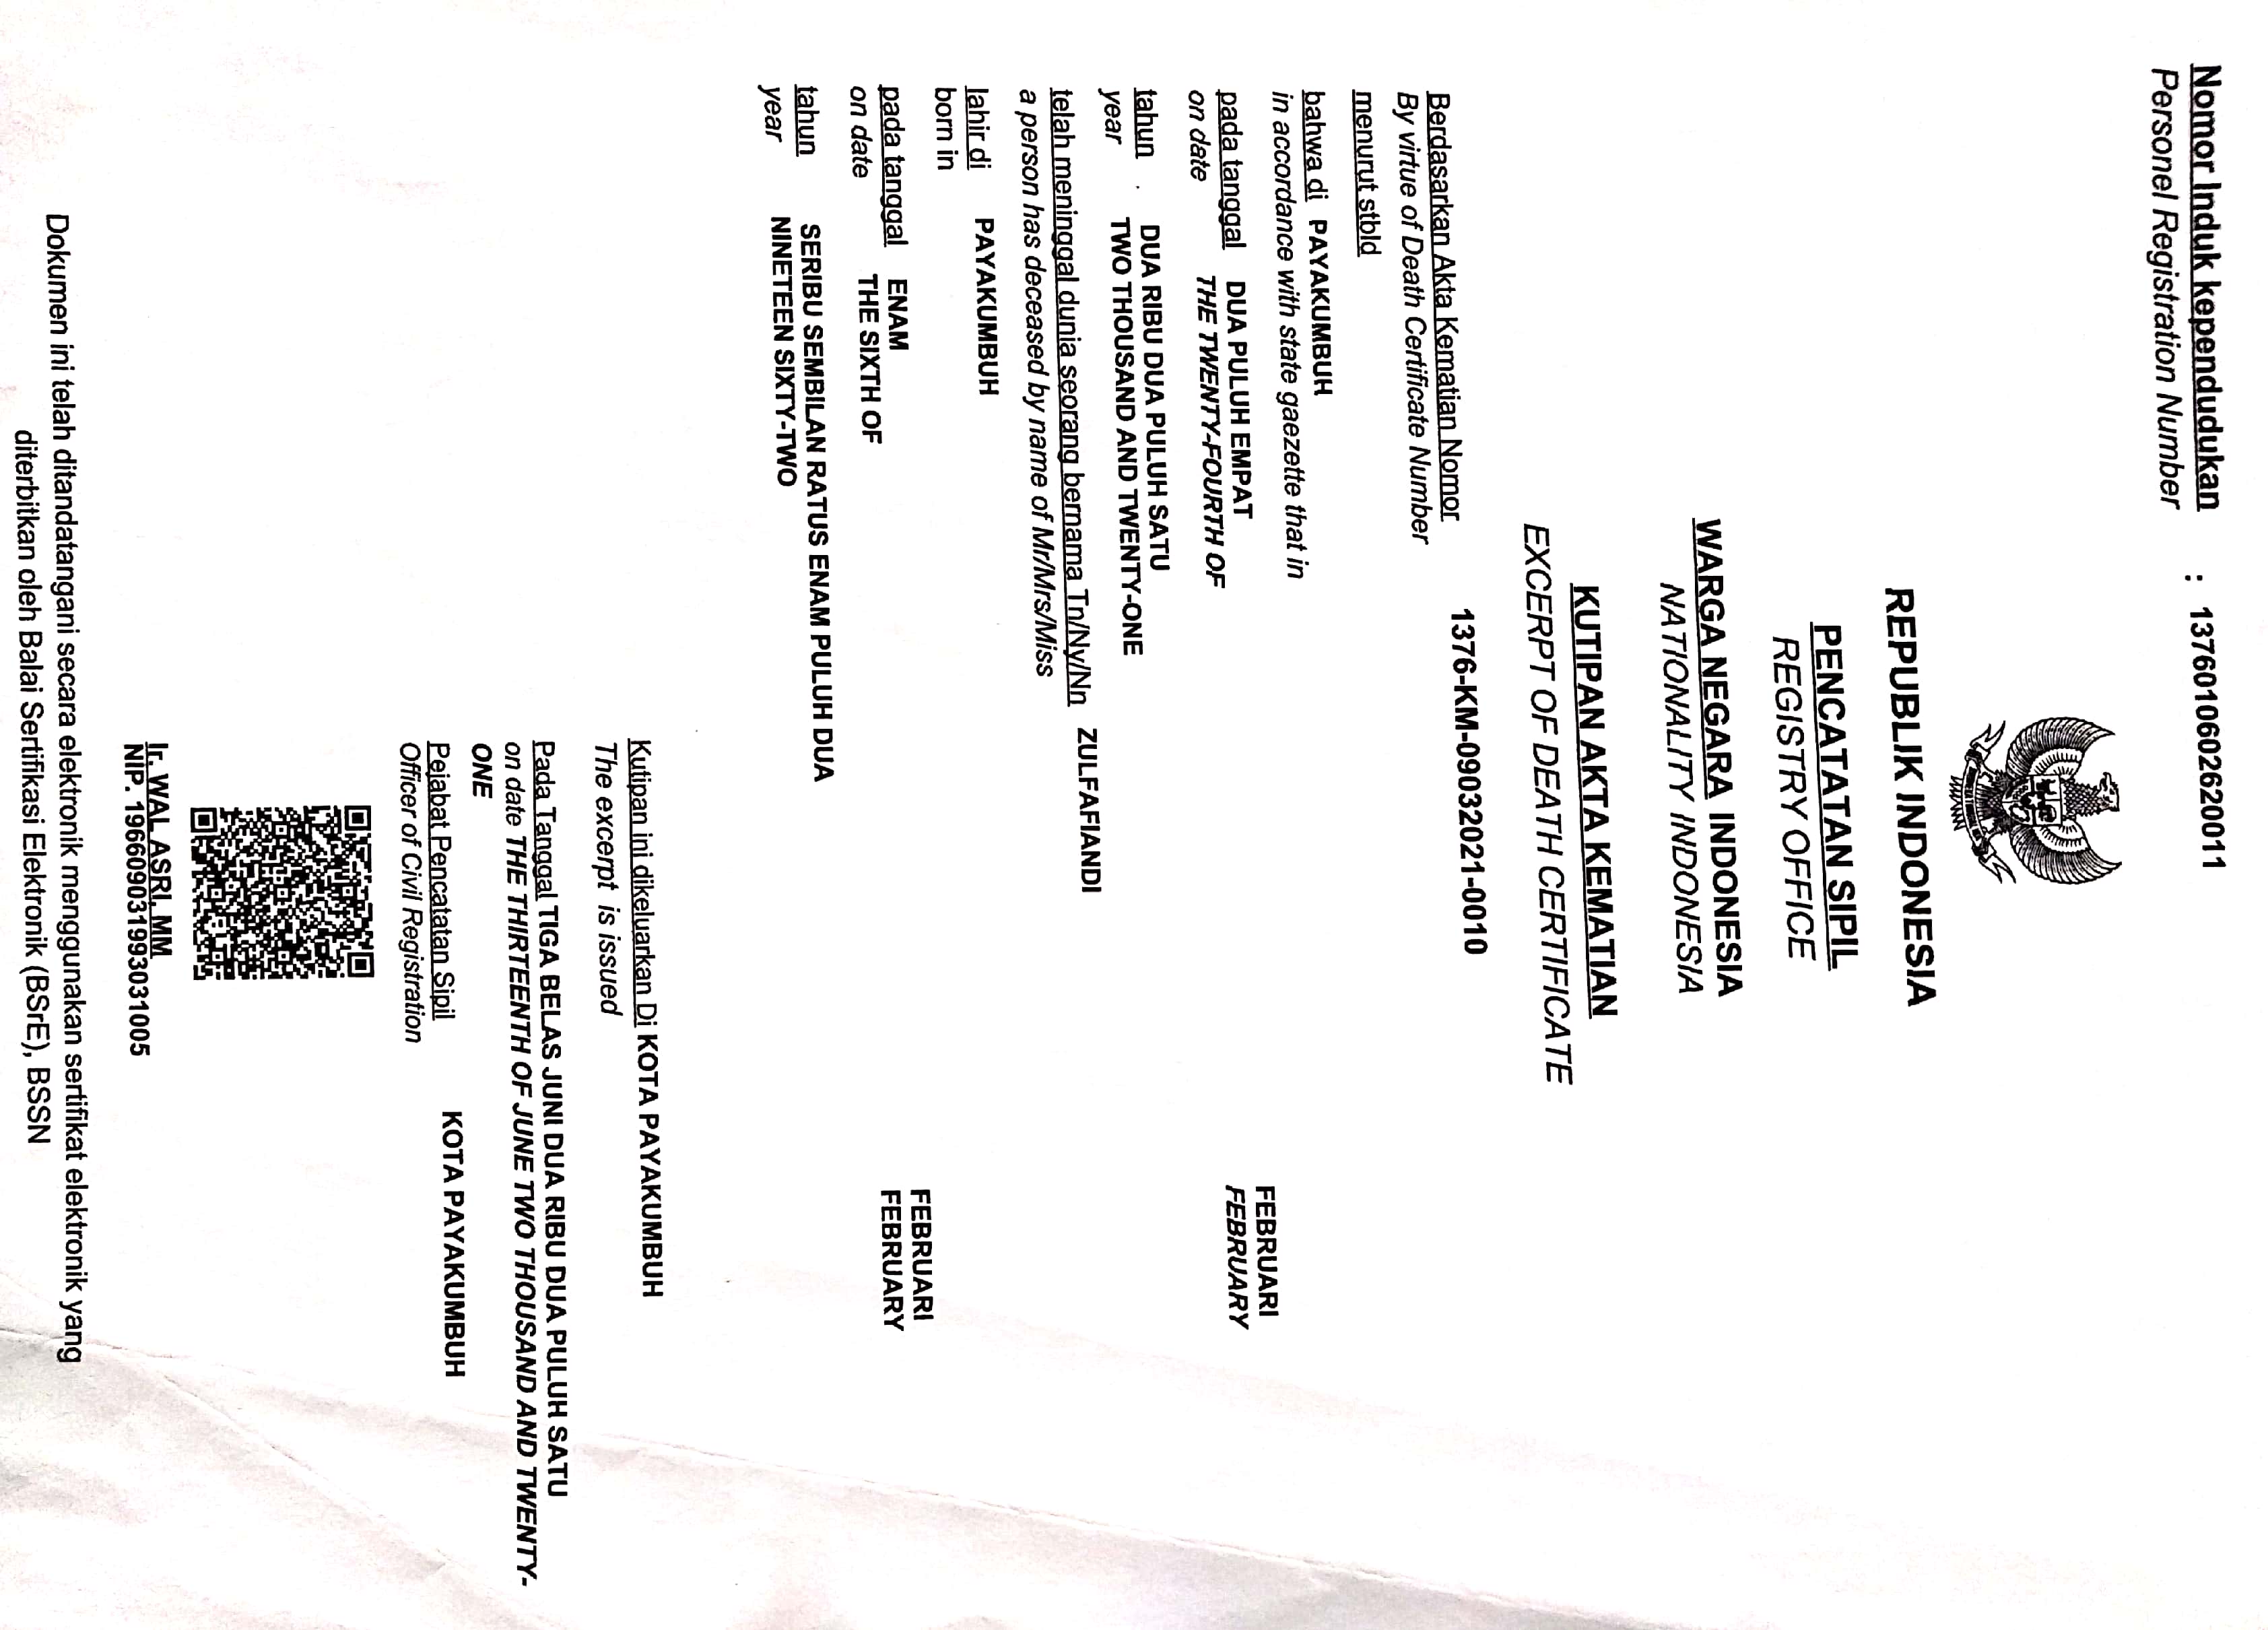 Nomor Induk kependudukan : 1376010602620011
Personel Registration Number
REPUBLIK INDONESIA
PENCATATAN SIPIL
REGISTRY OFFICE
WARGA NEGARA INDONESIA
NATIONALITY INDONESIA
KUTIPAN AKTA KEMATIAN
EXCERPT OF DEATH CERTIFICATE
Berdasarkan Akta Kematian Nomor 1376-KM-09032021-0010
By virtue of Death Certificate Number
menurut stbld
bahwa di PAYAKUMBUH
in accordance with state gaezette that in
pada tanggal DUA PULUH EMPAT FEBRUARI
on date THE TWENTY-FOURTH OF FEBRUARY
tahun DUA RIBU DUA PULUH SATU
year TWO THOUSAND AND TWENTY-ONE
telah meninggal dunia seorang bernama Tn/Ny/Nn ZULFAFIANDI
a person has deceased by name of Mr/Mrs/Miss
lahir di PAYAKUMBUH
born in
pada tanggal ENAM FEBRUARI
on date THE SIXTH OF FEBRUARY
tahun SERIBU SEMBILAN RATUS ENAM PULUH DUA
year NINETEEN SIXTY-TWO
Kutipan ini dikeluarkan Di KOTA PAYAKUMBUH
The excerpt is issued
Pada Tanggal TIGA BELAS JUNI DUA RIBU DUA PULUH SATU
on date THE THIRTEENTH OF JUNE TWO THOUSAND AND TWENTY-
ONE
Pejabat Pencatatan Sipil KOTA PAYAKUMBUH
Officer of Civil Registration
Ir. WAL ASRI, MM
NIP. 196609031993031005
Dokumen ini telah ditandatangani secara elektronik menggunakan sertifikat elektronik yang
diterbitkan oleh Balai Sertifikasi Elektronik (BSrE), BSSN